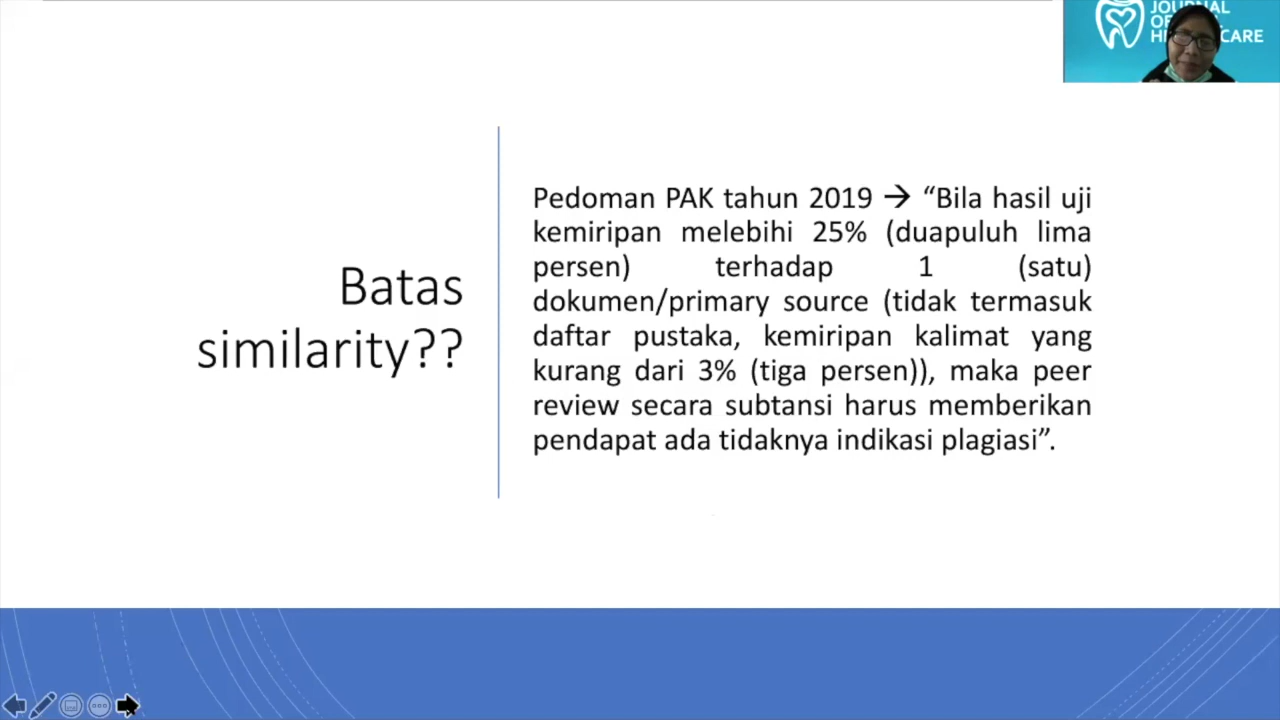 JOURNAL
CARE
Batas
similarity??
Pedoman PAK tahun 2019 → “Bila hasil uji
kemiripan melebihi 25% (duapuluh lima
persen) terhadap 1 (satu)
dokumen/primary source (tidak termasuk
daftar pustaka, kemiripan kalimat yang
kurang dari 3% (tiga persen)), maka peer
review secara subtansi harus memberikan
pendapat ada tidaknya indikasi plagiasi”.